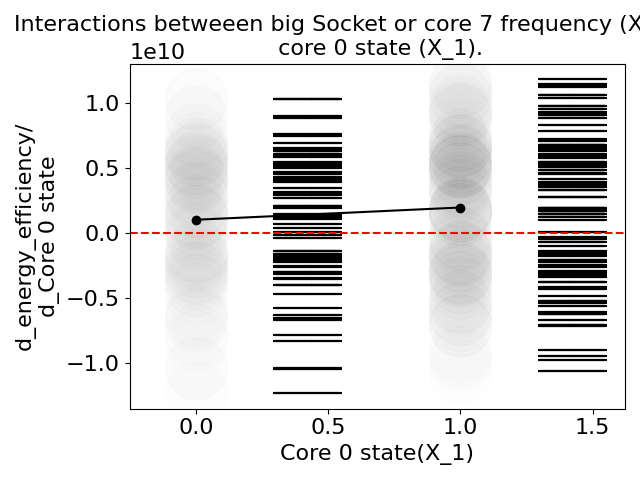 Interactions betweeen big Socket or core 7 frequency (X
core 0 state (X_1).
1e10
1.0
0.5
0.0
−0.5
−1.0
d_energy_efficiency/
d_Core 0 state
0.0
0.5
1.0
1.5
Core 0 state(X_1)